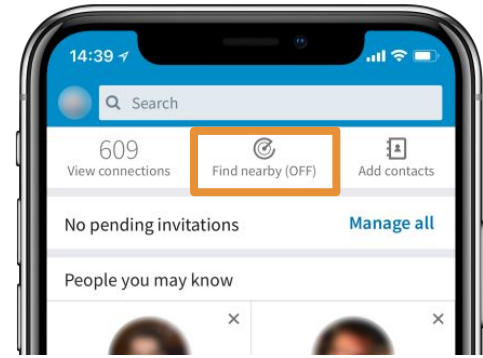 14:39
Search
609
View connections
Find nearby (OFF)
Add contacts
No pending invitations
Manage all
People you may know